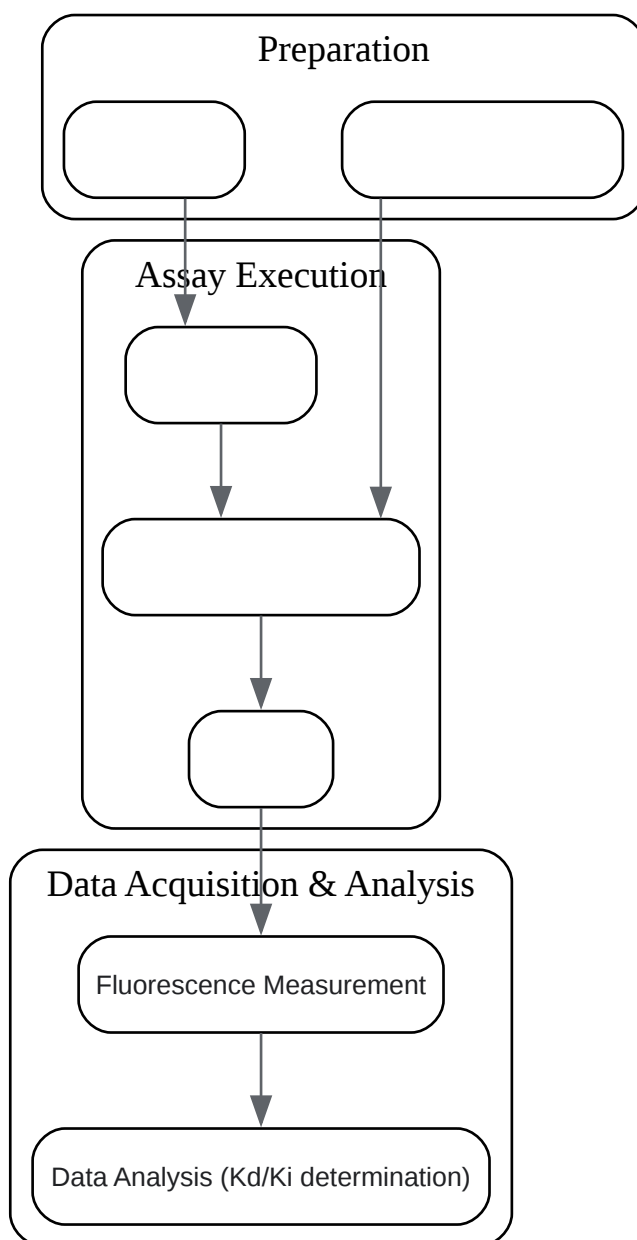 Preparation
Assay Execution
Data Acquisition & Analysis
Fluorescence Measurement
Data Analysis (Kd/Ki determination)